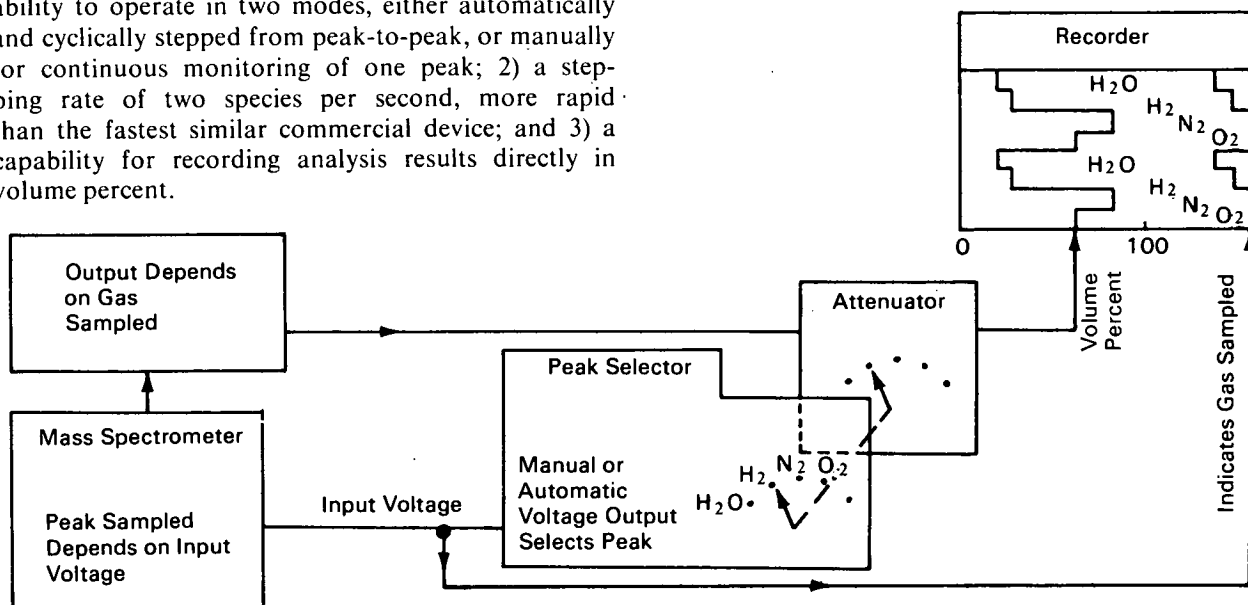 ability to operate in two modes, either automatically
and cyclically stepped from peak-to-peak, or manually
or continuous monitoring of one peak; 2) a step-
ping rate of two species per second, more rapid
than the fastest similar commercial device; and 3) a
capability for recording analysis results directly in
volume percent.
Recorder
H2O
H2
N2
O2
H2O
H2
N2
O2
0
100
Volume
Percent
Indicates Gas Sampled
Output Depends
on Gas
Sampled
Attenuator
Peak Selector
Mass Spectrometer
Manual or
Automatic
Voltage Output
Selects Peak
H2O
H2
N2
O2
Input Voltage
Peak Sampled
Depends on Input
Voltage